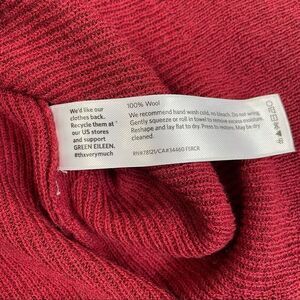 We'd like our
clothes back.
Recycle them at
our US stores
and support
GREEN EILEEN.
#thxverymuch
100% Wool
We recommend hand wash cold, no bleach. Do not wring.
Gently squeeze or roll in towel to remove excess moisture.
Reshape and lay flat to dry. Press to restore. May be dry
cleaned.
RN#78121/CA#34460 FSRCR